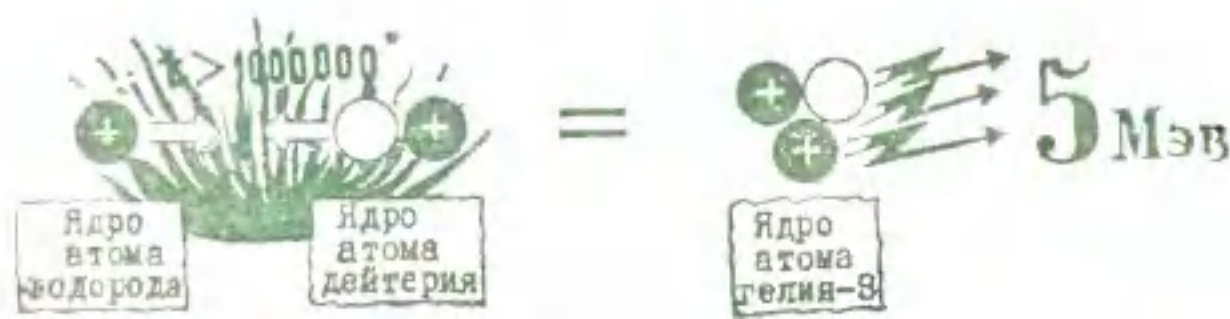 t>1000000°
+
+
=
+
+
5 Мэв
Ядро
атома
водорода
Ядро
атома
дейтерия
Ядро
атома
гелия-3